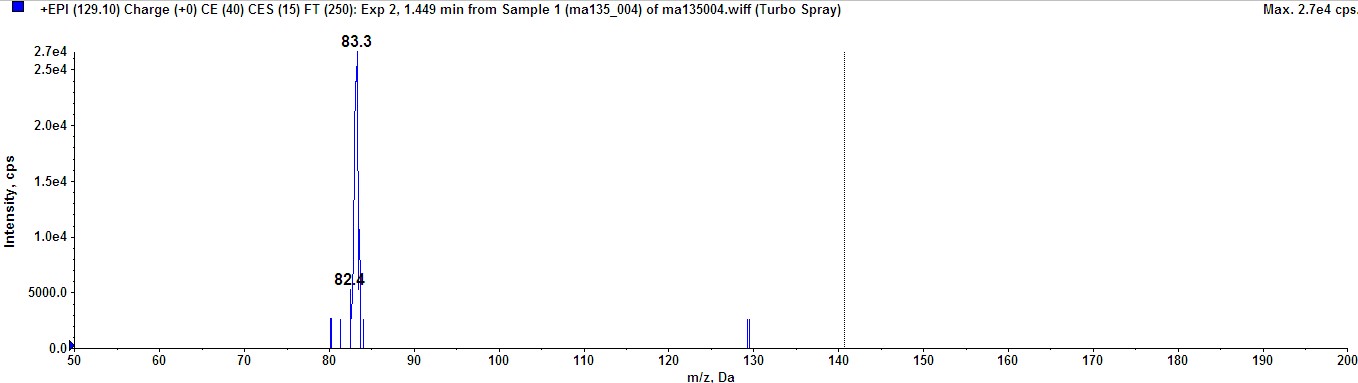 +EPI (129.10) Charge (+0) CE (40) CES (15) FT (250): Exp 2, 1.449 min from Sample 1 (ma135_004) of ma135004.wiff (Turbo Spray) Max. 2.7e4 cps.
83.3
2.7e4
2.5e4
2.0e4
1.5e4
1.0e4
82.4
5000.0
0.0
Intensity, cps
50 60 70 80 90 100 110 120 130 140 150 160 170 180 190 200
m/z, Da